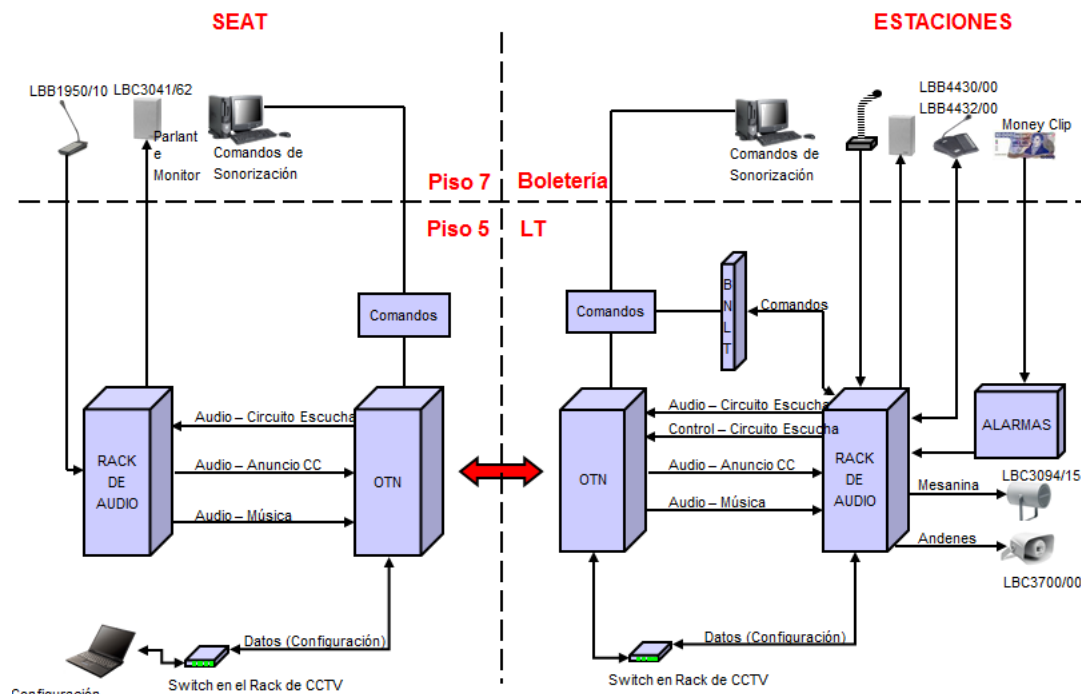 SEAT
ESTACIONES
LBB1950/10
LBC3041/62
Parlant
e
Monitor
Comandos de
Sonorización
Comandos de
Sonorización
LBB4430/00
LBB4432/00
Money Clip
Piso 7
Boletería
Piso 5
LT
Comandos
Comandos
BNLT
Comandos
Audio – Circuito Escucha
Audio – Anuncio CC
Audio – Música
RACK
DE
AUDIO
OTN
Audio – Circuito Escucha
Control – Circuito Escucha
Audio – Anuncio CC
Audio – Música
OTN
RACK
DE
AUDIO
ALARMAS
LBC3094/15
Mesanina
Andenes
LBC3700/00
Datos (Configuración)
Datos (Configuración)
Switch en el Rack de CCTV
Switch en Rack de CCTV
Configuración